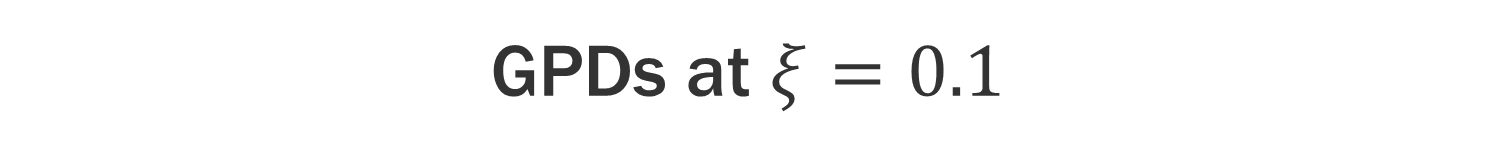 GPDs at 𝜉 = 0.1